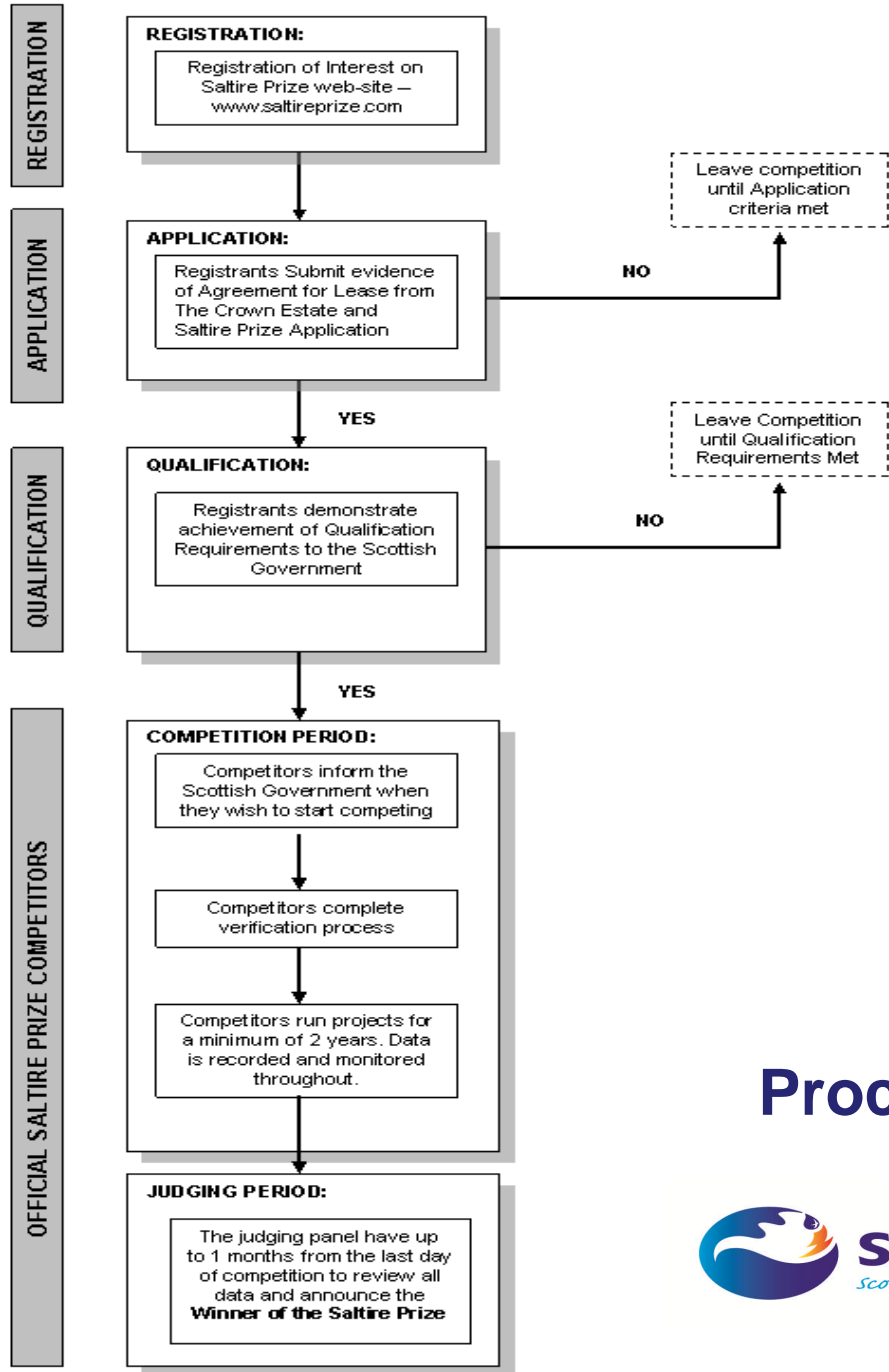 REGISTRATION
REGISTRATION:
Registration of Interest on
Saltire Prize web-site –
www.saltireprize.com
Leave competition
until Application
criteria met
APPLICATION
APPLICATION:
Registrants Submit evidence
of Agreement for Lease from
The Crown Estate and
Saltire Prize Application
NO
YES
Leave Competition
until Qualification
Requirements Met
QUALIFICATION
QUALIFICATION:
Registrants demonstrate
achievement of Qualification
Requirements to the Scottish
Government
NO
YES
OFFICIAL SALTIRE PRIZE COMPETITORS
COMPETITION PERIOD:
Competitors inform the
Scottish Government when
they wish to start competing
Competitors complete
verification process
Competitors run projects for
a minimum of 2 years. Data
is recorded and monitored
throughout.
JUDGING PERIOD:
The judging panel have up
to 1 months from the last day
of competition to review all
data and announce the
Winner of the Saltire Prize